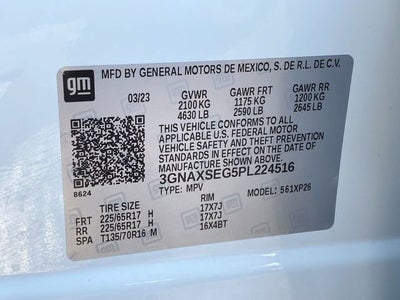 gm
MFD BY GENERAL MOTORS DE MEXICO, S. DE R.L. DE C.V.
03/23 GVWR GAWR FRT GAWR RR
2100 KG 1175 KG 1200 KG
4630 LB 2590 LB 2645 LB
THIS VEHICLE CONFORMS TO ALL
APPLICABLE U.S. FEDERAL MOTOR
VEHICLE SAFETY AND THEFT PREVENTION
STANDARDS IN EFFECT ON THE DATE OF
MANUFACTURE SHOWN ABOVE.
3GNAXSEG5PL224516
8624 TYPE: MPV MODEL: 561XP26
TIRE SIZE RIM
FRT 225/65R17 H 17X7J
RR 225/65R17 H 17X7J
SPA T135/70R16 M 16X4BT